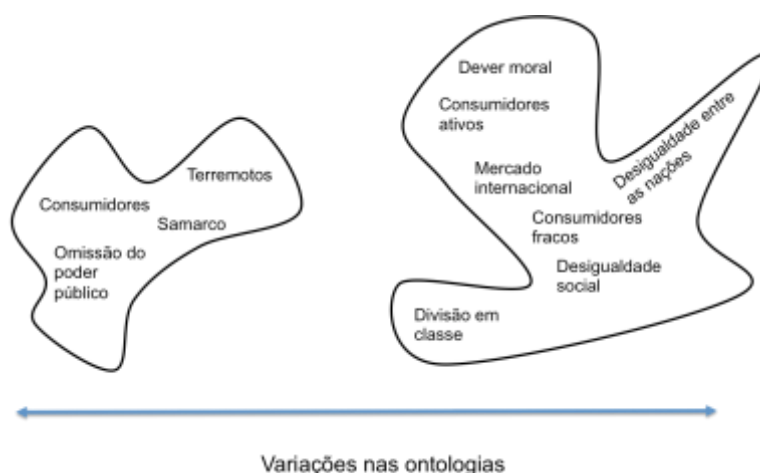 Terremotos
Consumidores
Samarco
Omissão do
poder
público
Dever moral
Consumidores
ativos
Desigualdade entre
as nações
Mercado
internacional
Consumidores
fracos
Desigualdade
social
Divisão em
classe
Variações nas ontologias